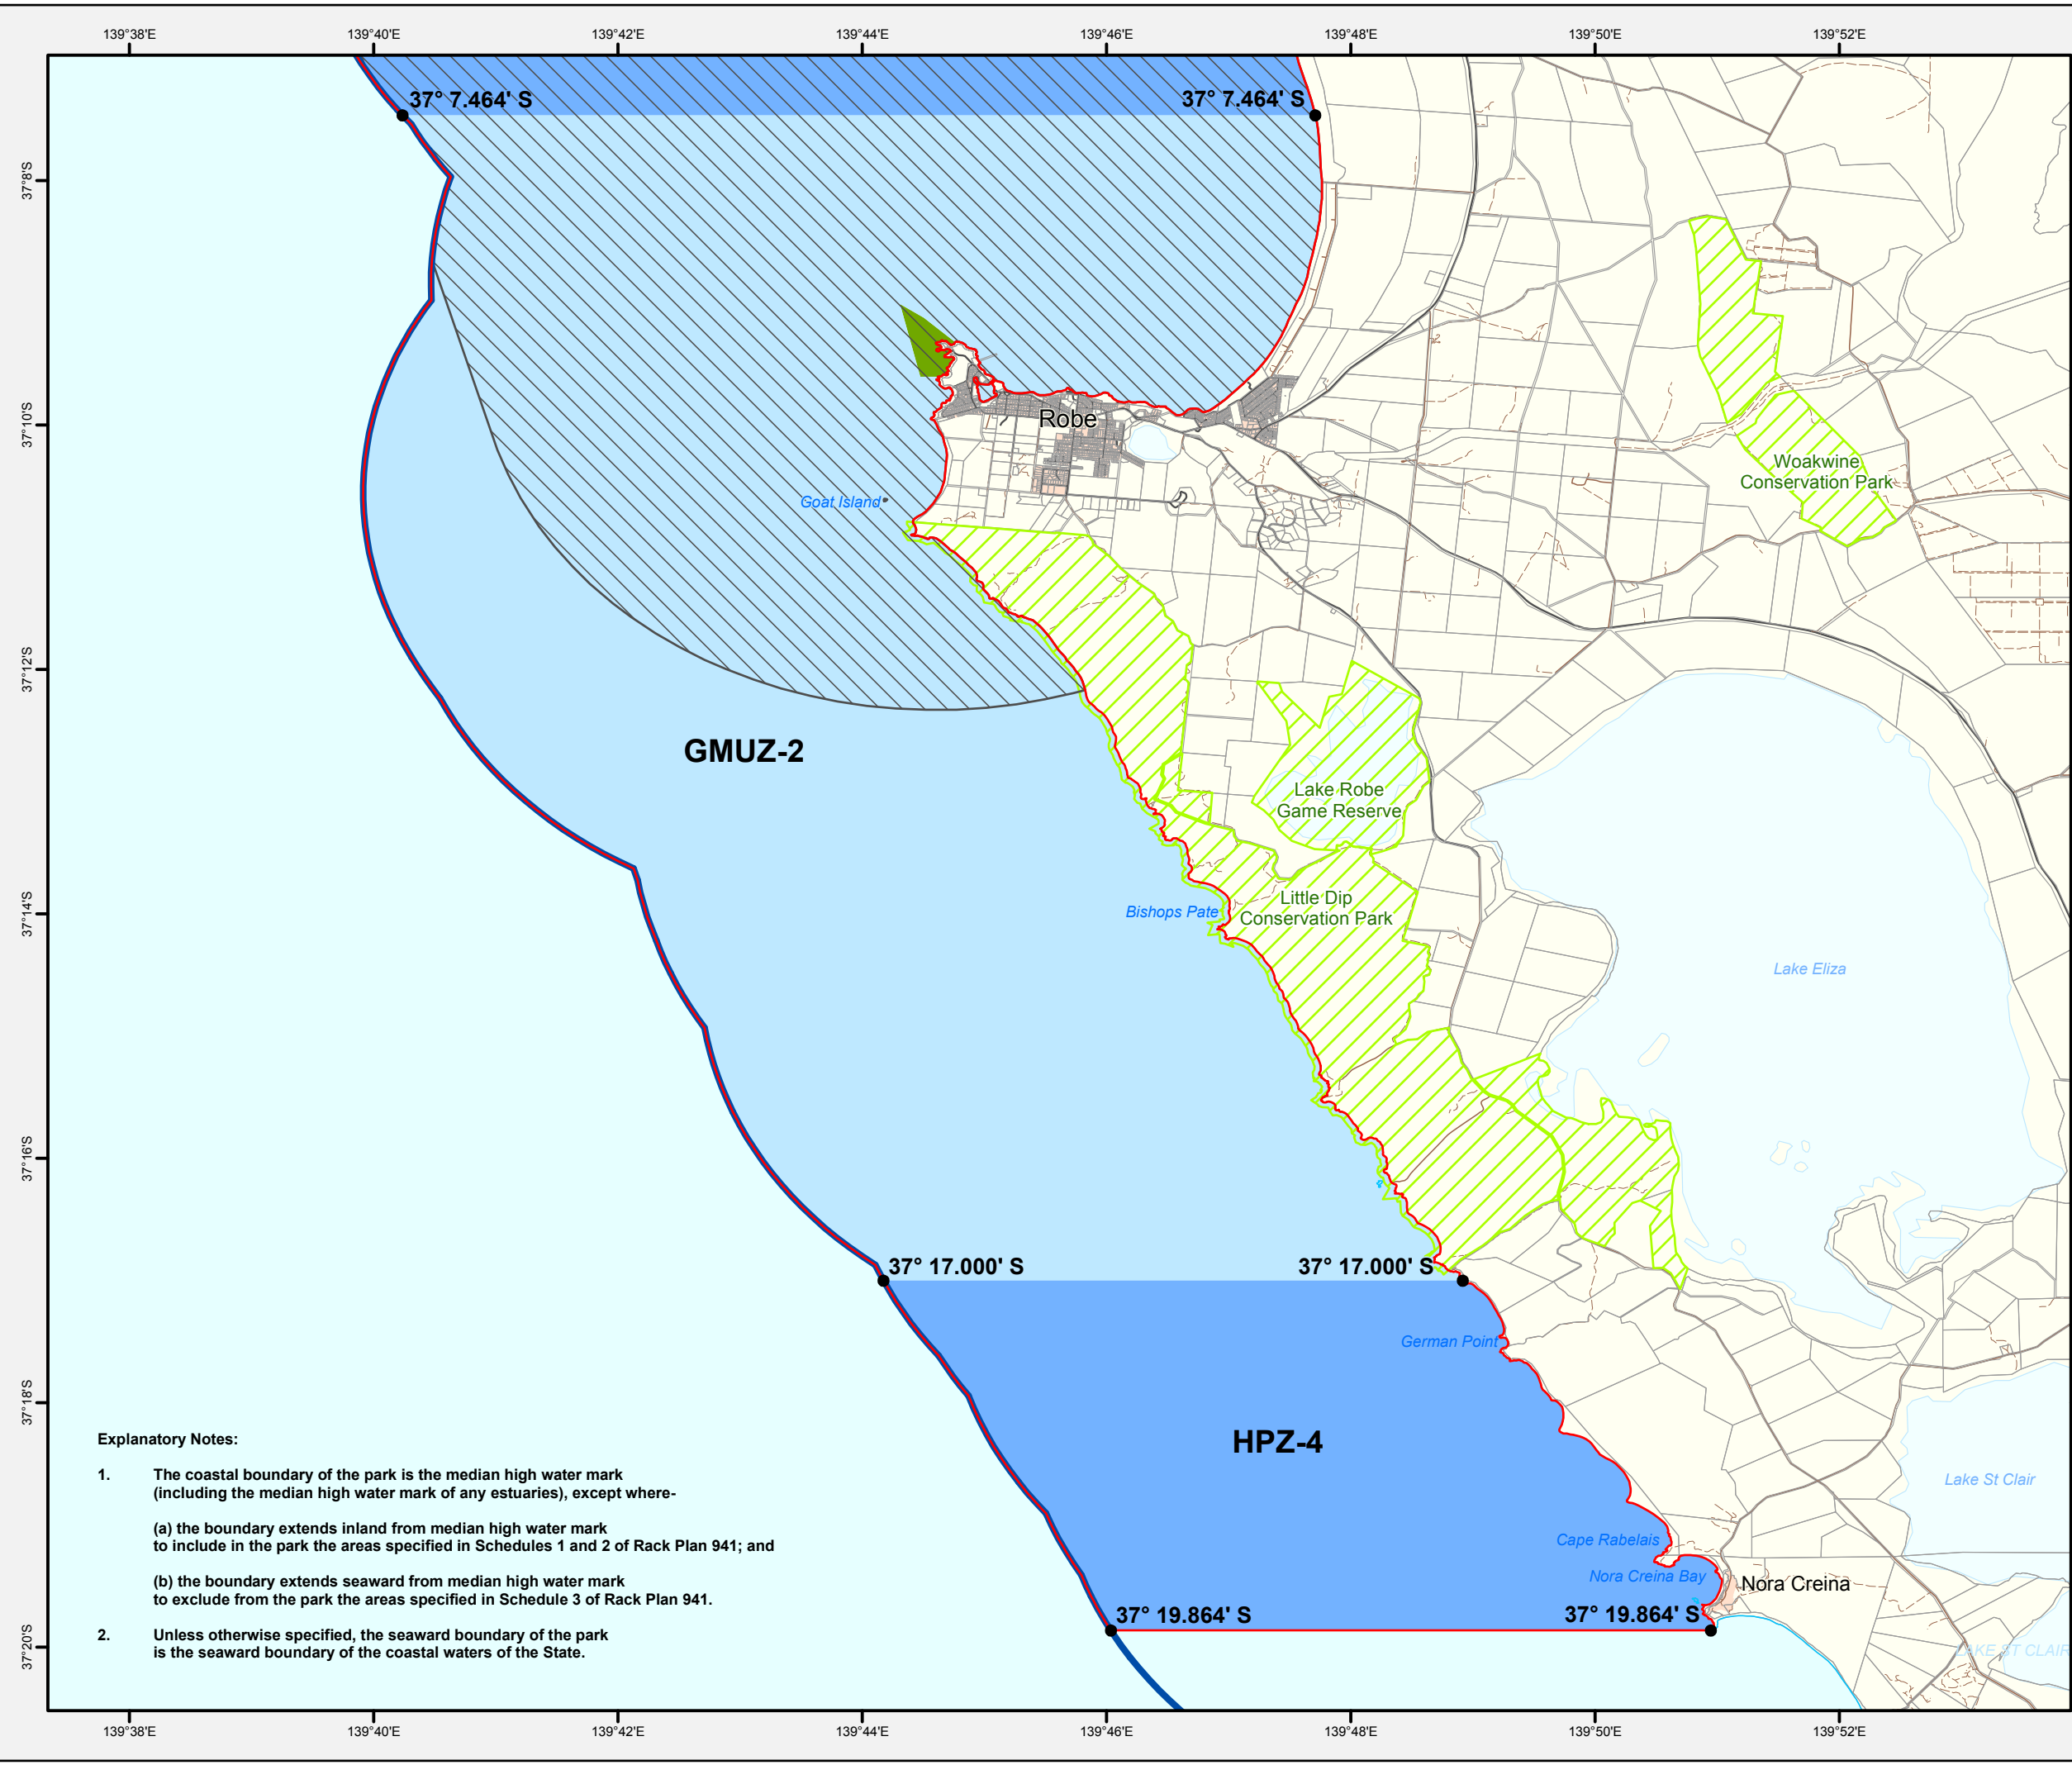 139°38'E
139°40'E
139°42'E
139°44'E
139°46'E
139°48'E
139°50'E
139°52'E
37° 7.464' S
37° 7.464' S
37°8'S
37°10'S
Robe
Woakwine
Conservation Park
Goat Island
37°12'S
GMUZ-2
Lake Robe
Game Reserve
37°14'S
Bishops Pate
Little Dip
Conservation Park
Lake Eliza
37°16'S
37° 17.000' S
37° 17.000' S
German Point
37°18'S
HPZ-4
Lake St Clair
Cape Rabelais
Nora Creina Bay
Nora Creina
37° 19.864' S
37° 19.864' S
37°20'S
LAKE ST CLAIR
Explanatory Notes:
1. The coastal boundary of the park is the median high water mark
(including the median high water mark of any estuaries), except where-
(a) the boundary extends inland from median high water mark
to include in the park the areas specified in Schedules 1 and 2 of Rack Plan 941; and
(b) the boundary extends seaward from median high water mark
to exclude from the park the areas specified in Schedule 3 of Rack Plan 941.
2. Unless otherwise specified, the seaward boundary of the park
is the seaward boundary of the coastal waters of the State.
139°38'E
139°40'E
139°42'E
139°44'E
139°46'E
139°48'E
139°50'E
139°52'E